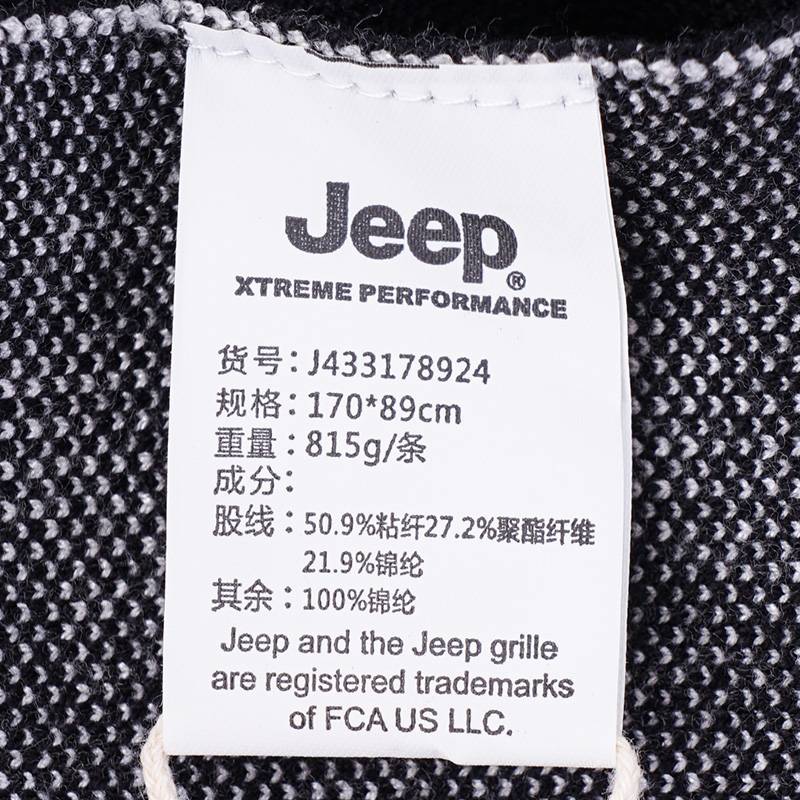 Jeep®
XTREME PERFORMANCE
货号：J433178924
规格：170*89cm
重量：815g/条
成分：
股线：50.9%粘纤27.2%聚酯纤维
21.9%锦纶
其余：100%锦纶
Jeep and the Jeep grille
are registered trademarks
of FCA US LLC.